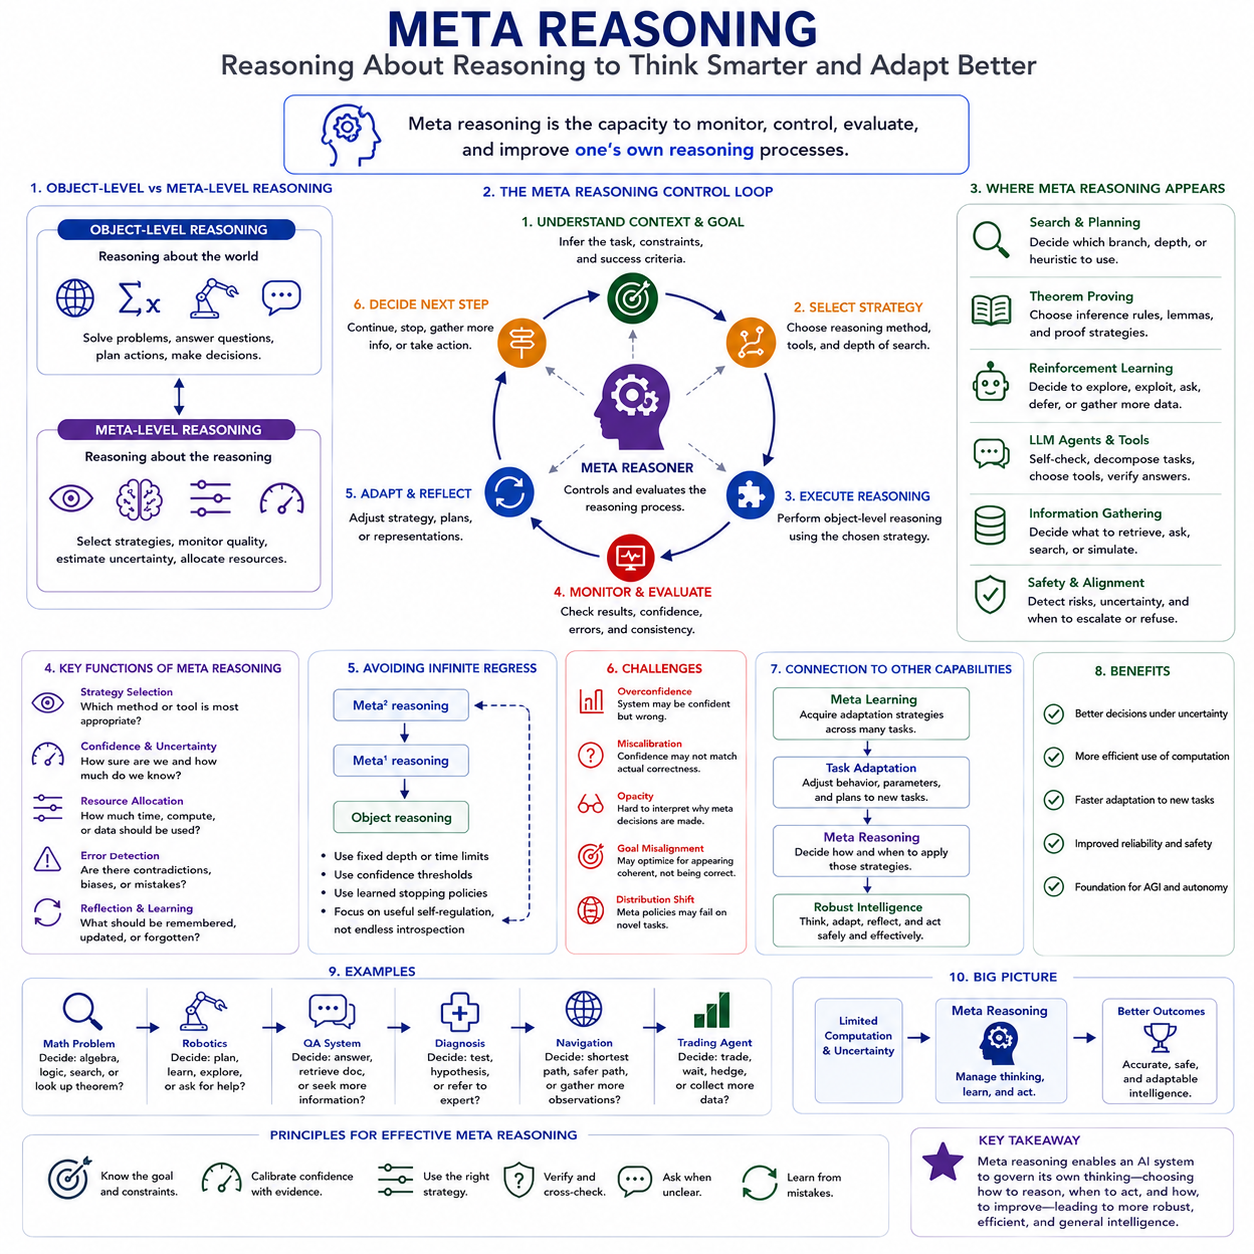 META REASONING
Reasoning About Reasoning to Think Smarter and Adapt Better
Meta reasoning is the capacity to monitor, control, evaluate,
and improve one's own reasoning processes.
1. OBJECT-LEVEL vs META-LEVEL REASONING
OBJECT-LEVEL REASONING
Reasoning about the world
Σ,x
Solve problems, answer questions,
plan actions, make decisions.
META-LEVEL REASONING
Reasoning about the reasoning
Select strategies, monitor quality,
estimate uncertainty, allocate resources.
2. THE META REASONING CONTROL LOOP
1. UNDERSTAND CONTEXT & GOAL
Infer the task, constraints,
and success criteria.
2. SELECT STRATEGY
Choose reasoning method,
tools, and depth of search.
3. EXECUTE REASONING
Perform object-level reasoning
using the chosen strategy.
4. MONITOR & EVALUATE
Check results, confidence,
errors, and consistency.
5. ADAPT & REFLECT
Adjust strategy, plans,
or representations.
6. DECIDE NEXT STEP
Continue, stop, gather more
info, or take action.
META REASONER
Controls and evaluates the
reasoning process.
3. WHERE META REASONING APPEARS
Search & Planning
Decide which branch, depth, or
heuristic to use.
Theorem Proving
Choose inference rules, lemmas,
and proof strategies.
Reinforcement Learning
Decide to explore, exploit, ask,
defer, or gather more data.
LLM Agents & Tools
Self-check, decompose tasks,
choose tools, verify answers.
Information Gathering
Decide what to retrieve, ask,
search, or simulate.
Safety & Alignment
Detect risks, uncertainty, and
when to escalate or refuse.
4. KEY FUNCTIONS OF META REASONING
Strategy Selection
Which method or tool is most
appropriate?
Confidence & Uncertainty
How sure are we and how
much do we know?
Resource Allocation
How much time, compute,
or data should be used?
Error Detection
Are there contradictions,
biases, or mistakes?
Reflection & Learning
What should be remembered,
updated, or forgotten?
5. AVOIDING INFINITE REGRESS
Meta² reasoning
Meta¹ reasoning
Object reasoning
• Use fixed depth or time limits
• Use confidence thresholds
• Use learned stopping policies
• Focus on useful self-regulation,
not endless introspection
6. CHALLENGES
Overconfidence
System may be confident
but wrong.
Miscalibration
Confidence may not match
actual correctness.
Opacity
Hard to interpret why meta
decisions are made.
Goal Misalignment
May optimize for appearing
coherent, not being correct.
Distribution Shift
Meta policies may fail on
novel tasks.
7. CONNECTION TO OTHER CAPABILITIES
Meta Learning
Acquire adaptation strategies
across many tasks.
Task Adaptation
Adjust behavior, parameters,
and plans to new tasks.
Meta Reasoning
Decide how and when to apply
those strategies.
Robust Intelligence
Think, adapt, reflect, and act
safely and effectively.
8. BENEFITS
Better decisions under uncertainty
More efficient use of computation
Faster adaptation to new tasks
Improved reliability and safety
Foundation for AGI and autonomy
9. EXAMPLES
Math Problem
Decide: algebra,
logic, search, or
look up theorem?
Robotics
Decide: plan,
learn, explore,
or ask for help?
QA System
Decide: answer,
retrieve doc,
or seek more
information?
Diagnosis
Decide: test,
hypothesis,
or refer to
expert?
Navigation
Decide: shortest
path, safer path,
or gather more
observations?
Trading Agent
Decide: trade,
wait, hedge,
or collect more
data?
10. BIG PICTURE
Limited
Computation
& Uncertainty
Meta Reasoning
Manage thinking,
learn, and act.
Better Outcomes
Accurate, safe,
and adaptable
intelligence.
PRINCIPLES FOR EFFECTIVE META REASONING
Know the goal
and constraints.
Calibrate confidence
with evidence.
Use the right
strategy.
Verify and
cross-check.
Ask when
unclear.
Learn from
mistakes.
KEY TAKEAWAY
Meta reasoning enables an AI system
to govern its own thinking—choosing
how to reason, when to act, and how,
to improve—leading to more robust,
efficient, and general intelligence.